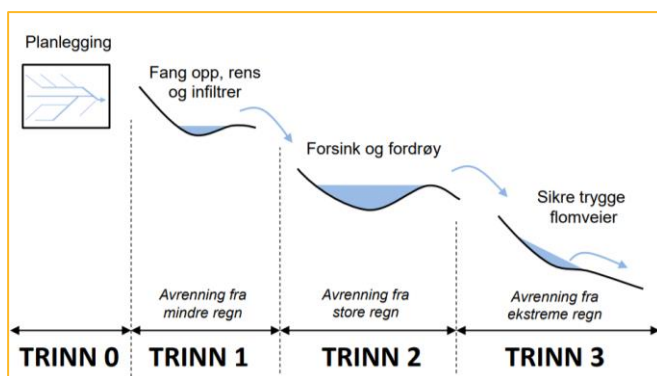 Planlegging
Fang opp, rens
og infiltrer
Forsink og fordrøy
Sikre trygge
flomveier
Avrenning fra
mindre regn
Avrenning fra
store regn
Avrenning fra
ekstreme regn
TRINN 0
TRINN 1
TRINN 2
TRINN 3